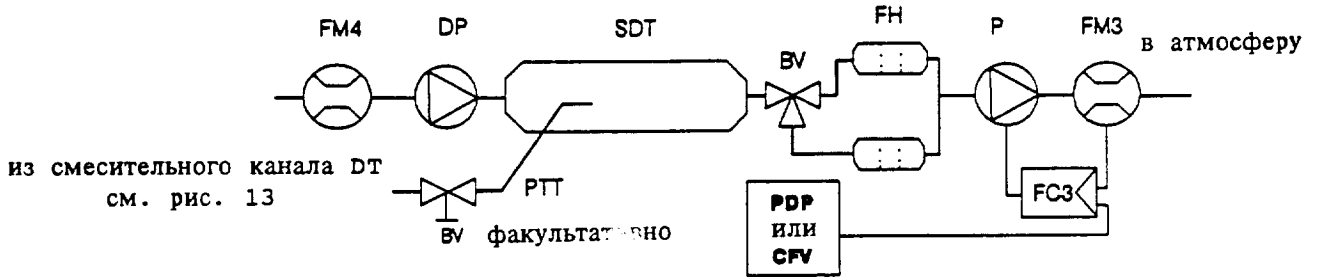 FM4 DP SDT BV FH P FM3
в атмосферу
из смесительного канала DT
см. рис. 13
PTT
BV факультативно
FC3
PDP
или
CFV